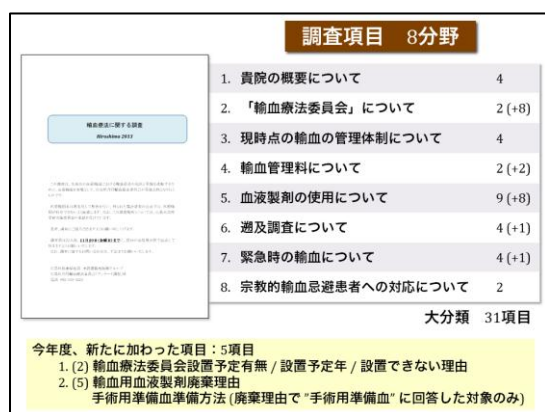 調査項目 8分野
輸血療法に関する調査
Hiroshima 2013
1. 貴院の概要について 4
2. 「輸血療法委員会」について 2 (+8)
3. 現時点の輸血の管理体制について 4
4. 輸血管理料について 2 (+2)
5. 血液製剤の使用について 9 (+8)
6. 遡及調査について 4 (+1)
7. 緊急時の輸血について 4 (+1)
8. 宗教的輸血忌避患者への対応について 2
大分類 31項目
今年度、新たに加わった項目：5項目
1. (2) 輸血療法委員会設置予定有無 / 設置予定年 / 設置できない理由
2. (5) 輸血用血液製剤廃棄理由
手術用準備血準備方法 (廃棄理由で "手術用準備血" に回答した対象のみ)